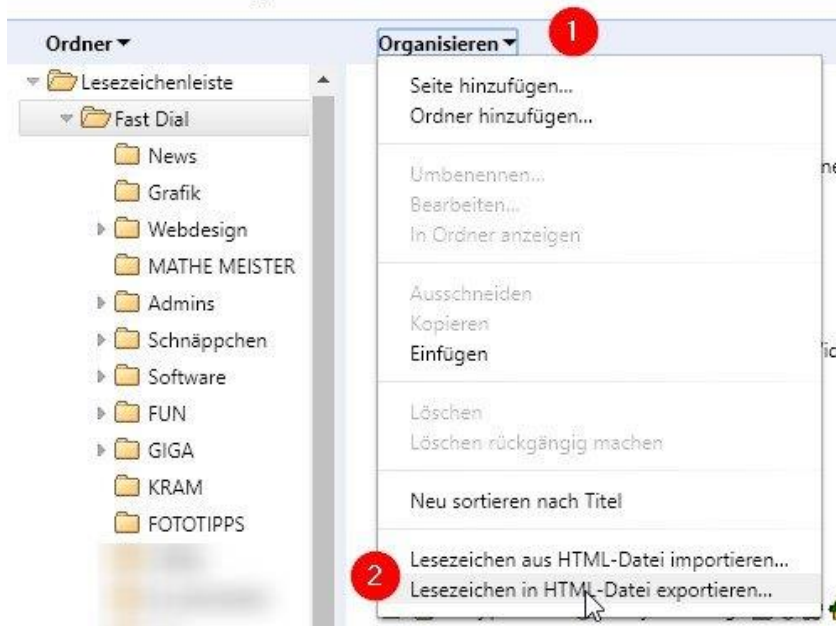 Ordner
Lesezeichenleiste
Fast Dial
News
Grafik
Webdesign
MATHE MEISTER
Admins
Schnäppchen
Software
FUN
GIGA
KRAM
FOTOTIPPS
Organisieren
1
Seite hinzufügen...
Ordner hinzufügen...
Umbenennen...
Bearbeiten...
In Ordner anzeigen
Ausschneiden
Kopieren
Einfügen
Löschen
Löschen rückgängig machen
Neu sortieren nach Titel
Lesezeichen aus HTML-Datei importieren...
2
Lesezeichen in HTML-Datei exportieren...